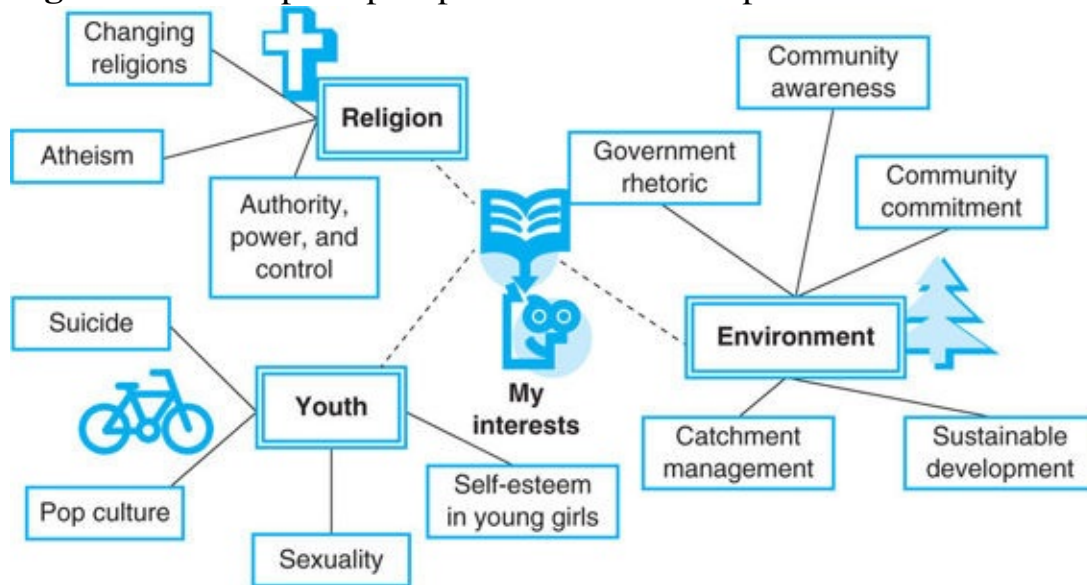 Changing
religions
Religion
Atheism
Authority,
power, and
control
Community
awareness
Government
rhetoric
Community
commitment
Environment
Catchment
management
Sustainable
development
My
interests
Suicide
Youth
Pop culture
Sexuality
Self-esteem
in young girls